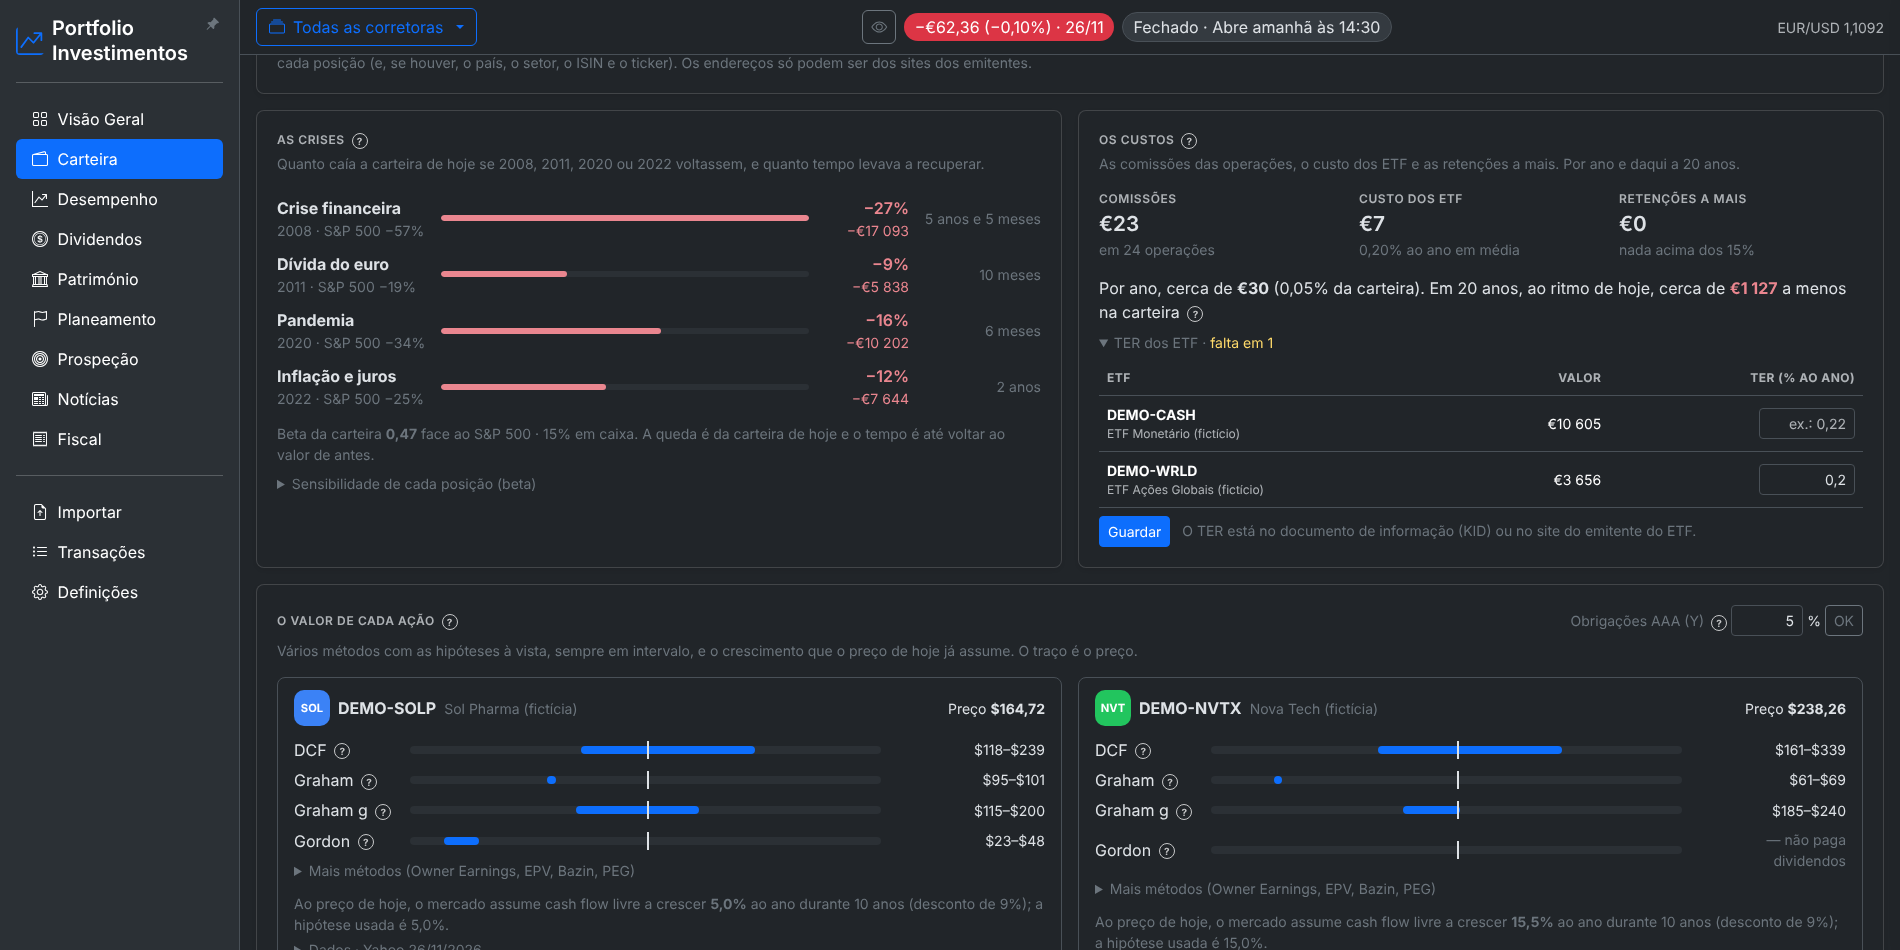 Portfolio
Investimentos
Visão Geral
Carteira
Desempenho
Dividendos
Património
Planeamento
Prospeção
Notícias
Fiscal
Importar
Transações
Definições
Todas as corretoras
−€62,36 (−0,10%) · 26/11
Fechado · Abre amanhã às 14:30
EUR/USD 1,1092
cada posição (e, se houver, o país, o setor, o ISIN e o ticker). Os endereços só podem ser dos sites dos emitentes.
AS CRISES ?
Quanto caía a carteira de hoje se 2008, 2011, 2020 ou 2022 voltassem, e quanto tempo levava a recuperar.
Crise financeira −27%
2008 · S&P 500 −57% −€17 093 5 anos e 5 meses
Dívida do euro −9%
2011 · S&P 500 −19% −€5 838 10 meses
Pandemia −16%
2020 · S&P 500 −34% −€10 202 6 meses
Inflação e juros −12%
2022 · S&P 500 −25% −€7 644 2 anos
Beta da carteira 0,47 face ao S&P 500 · 15% em caixa. A queda é da carteira de hoje e o tempo é até voltar ao
valor de antes.
Sensibilidade de cada posição (beta)
OS CUSTOS ?
As comissões das operações, o custo dos ETF e as retenções a mais. Por ano e daqui a 20 anos.
COMISSÕES CUSTO DOS ETF RETENÇÕES A MAIS
€23 €7 €0
em 24 operações 0,20% ao ano em média nada acima dos 15%
Por ano, cerca de €30 (0,05% da carteira). Em 20 anos, ao ritmo de hoje, cerca de €1 127 a menos
na carteira ?
TER dos ETF · falta em 1
ETF VALOR TER (% AO ANO)
DEMO-CASH
ETF Monetário (fictício) €10 605 ex.: 0,22
DEMO-WRLD
ETF Ações Globais (fictício) €3 656 0,2
Guardar O TER está no documento de informação (KID) ou no site do emitente do ETF.
O VALOR DE CADA AÇÃO ? Obrigações AAA (Y) ? 5 % OK
Vários métodos com as hipóteses à vista, sempre em intervalo, e o crescimento que o preço de hoje já assume. O traço é o preço.
SOL DEMO-SOLP Sol Pharma (fictícia) Preço $164,72
DCF ? $118–$239
Graham ? $95–$101
Graham g ? $115–$200
Gordon ? $23–$48
Mais métodos (Owner Earnings, EPV, Bazin, PEG)
Ao preço de hoje, o mercado assume cash flow livre a crescer 5,0% ao ano durante 10 anos (desconto de 9%); a
hipótese usada é 5,0%.
Dados · Yahoo 26/11/2026
NVT DEMO-NVTX Nova Tech (fictícia) Preço $238,26
DCF ? $161–$339
Graham ? $61–$69
Graham g ? $185–$240
Gordon ? — não paga
dividendos
Mais métodos (Owner Earnings, EPV, Bazin, PEG)
Ao preço de hoje, o mercado assume cash flow livre a crescer 15,5% ao ano durante 10 anos (desconto de 9%);
a hipótese usada é 15,0%.